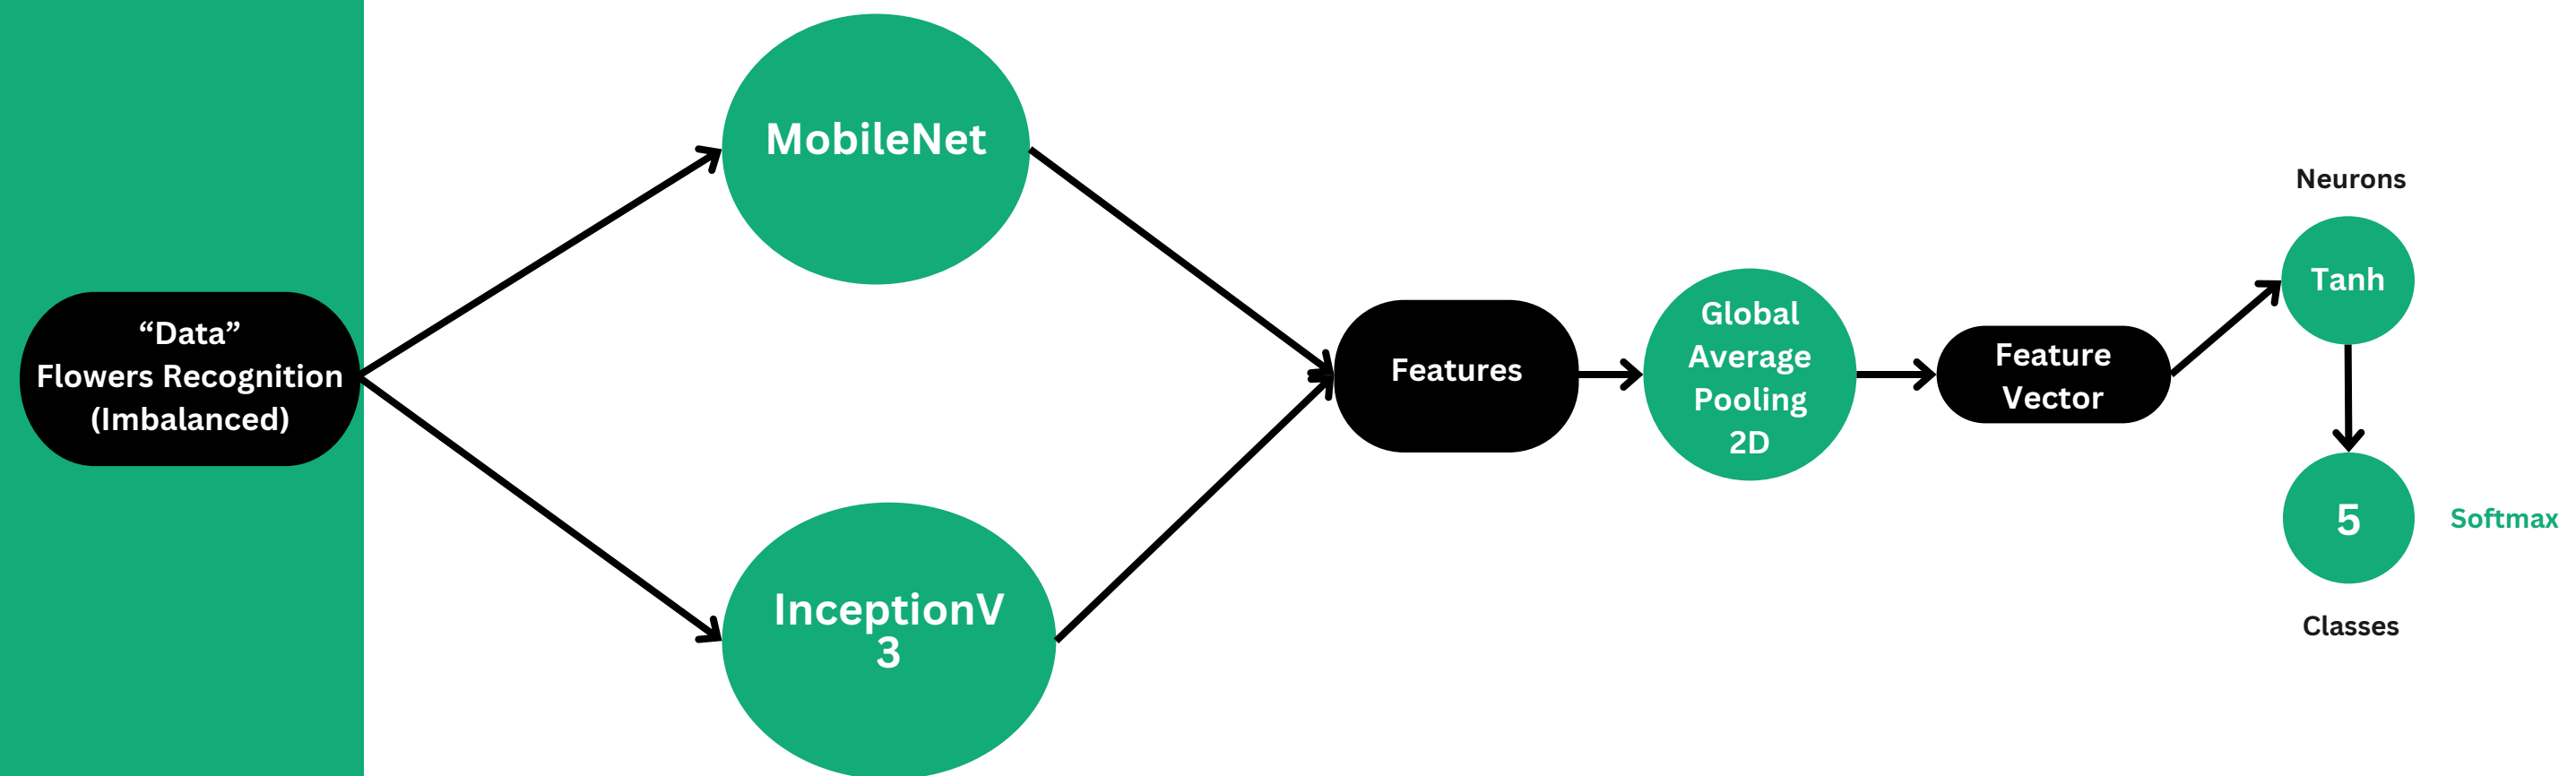 “Data”
Flowers Recognition
(Imbalanced)
MobileNet
InceptionV
3
Features
Global
Average
Pooling
2D
Feature
Vector
Neurons
Tanh
5
Softmax
Classes